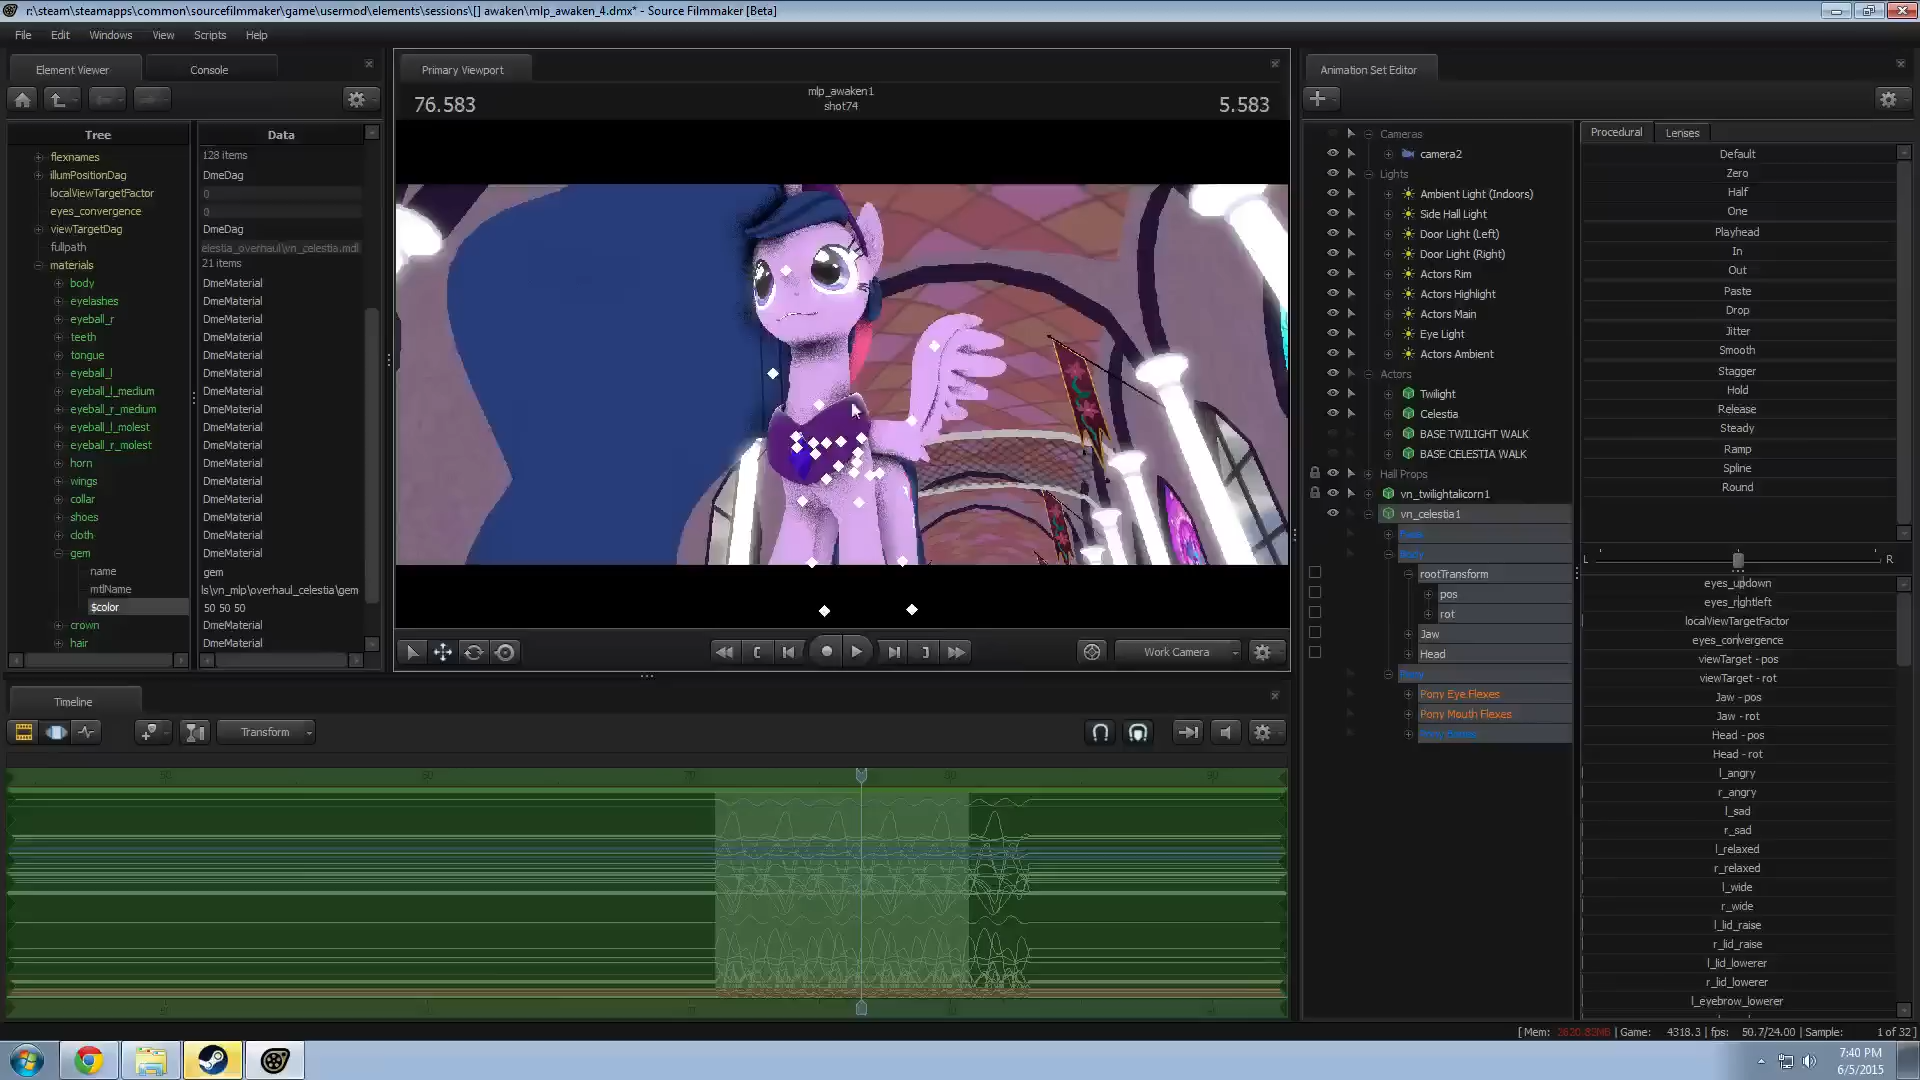 r:\steam\steamapps\common\sourcefilmmaker\game\usermod\elements\sessions\[] awaken\mlp_awaken_4.dmx* - Source Filmmaker [Beta]
File Edit Windows View Scripts Help
Element Viewer
Console
Tree
Data
flexnames 128 items
illumPositionDag DmeDag
localViewTargetFactor 0
eyes_convergence 0
viewTargetDag DmeDag
fullpath elestia_overhaul\vn_celestia.mdl
materials 21 items
body DmeMaterial
eyelashes DmeMaterial
eyeball_r DmeMaterial
teeth DmeMaterial
tongue DmeMaterial
eyeball_l DmeMaterial
eyeball_l_medium DmeMaterial
eyeball_r_medium DmeMaterial
eyeball_l_molest DmeMaterial
eyeball_r_molest DmeMaterial
horn DmeMaterial
wings DmeMaterial
collar DmeMaterial
shoes DmeMaterial
cloth DmeMaterial
gem DmeMaterial
name gem
mtlName ls\vn_mlp\overhaul_celestia\gem
$color 50 50 50
crown DmeMaterial
hair DmeMaterial
Primary Viewport
76.583
mlp_awaken1
shot74
5.583
Work Camera
Animation Set Editor
Cameras
camera2
Lights
Ambient Light (Indoors)
Side Hall Light
Door Light (Left)
Door Light (Right)
Actors Rim
Actors Highlight
Actors Main
Eye Light
Actors Ambient
Actors
Twilight
Celestia
BASE TWILIGHT WALK
BASE CELESTIA WALK
Hall Props
vn_twilightalicorn1
vn_celestia1
Body
rootTransform
pos
rot
Jaw
Head
Pony Eye Flexes
Pony Mouth Flexes
Procedural
Lenses
Default
Zero
Half
One
Playhead
In
Out
Paste
Drop
Jitter
Smooth
Stagger
Hold
Release
Steady
Ramp
Spline
Round
L R
eyes_updown
eyes_rightleft
localViewTargetFactor
eyes_convergence
viewTarget - pos
viewTarget - rot
Jaw - pos
Jaw - rot
Head - pos
Head - rot
l_angry
r_angry
l_sad
r_sad
l_relaxed
r_relaxed
l_wide
r_wide
l_lid_raise
r_lid_raise
l_lid_lowerer
r_lid_lowerer
l_eyebrow_lowerer
Timeline
Transform
[ Mem: 2620.82MB | Game: 4318.3 | fps: 50.7/24.00 | Sample: 1 of 32 ]
7:40 PM
6/5/2015